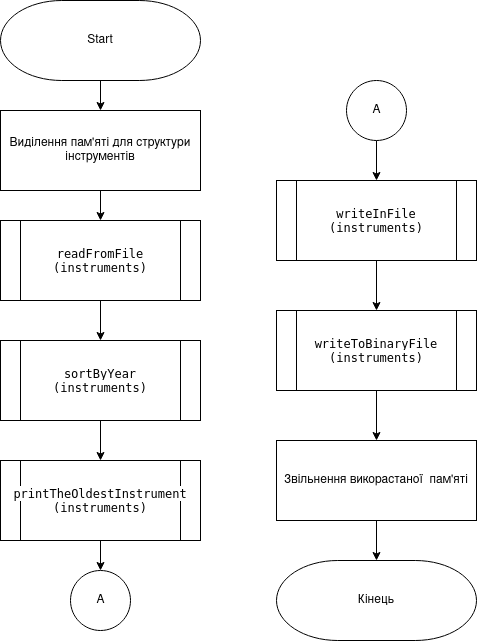 Start
Виділення пам'яті для структури
інструментів
readFromFile
(instruments)
sortByYear
(instruments)
printTheOldestInstrument
(instruments)
A
A
writeInFile
(instruments)
writeToBinaryFile
(instruments)
Звільнення викорастаної пам'яті
Кінець